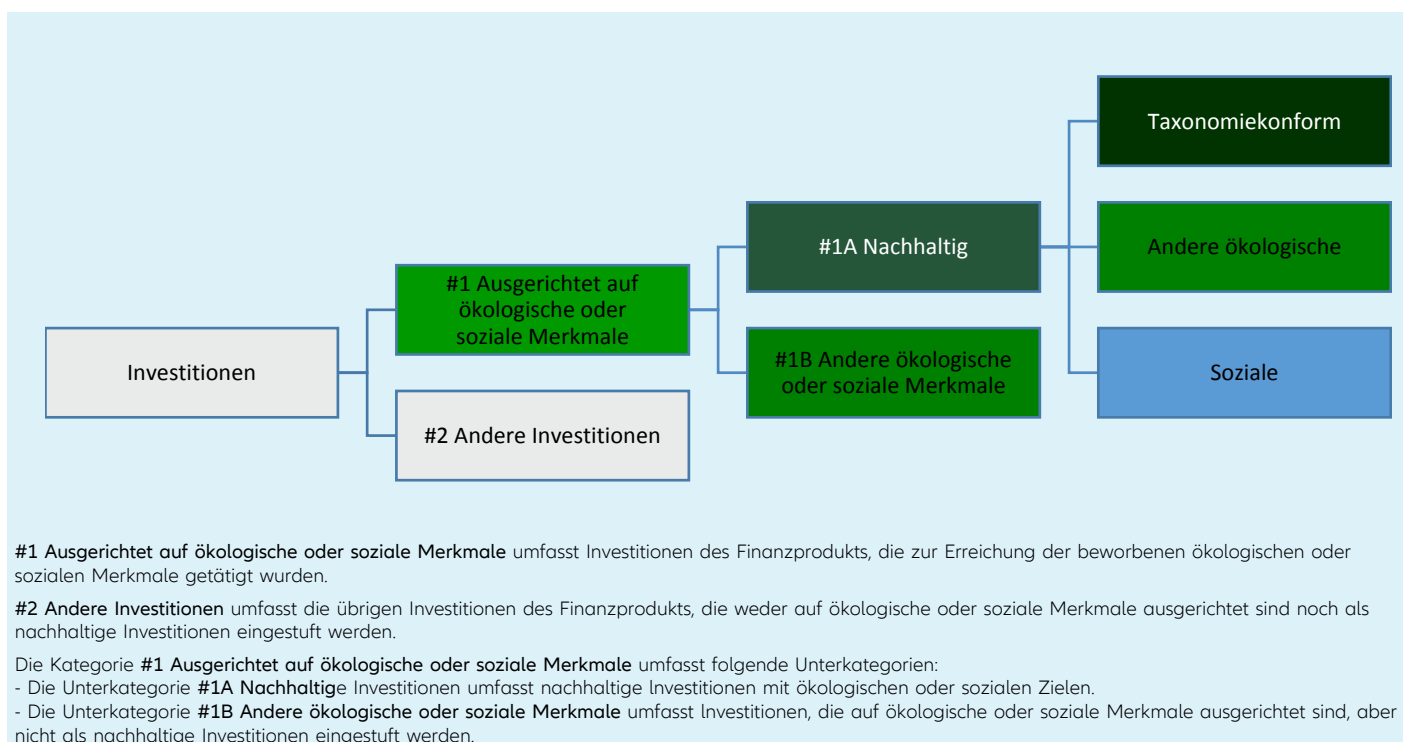 Taxonomiekonform
#1A Nachhaltig
Andere ökologische
#1 Ausgerichtet auf
ökologische oder
soziale Merkmale
Investitionen
#1B Andere ökologische
oder soziale Merkmale
Soziale
#2 Andere Investitionen
#1 Ausgerichtet auf ökologische oder soziale Merkmale umfasst Investitionen des Finanzprodukts, die zur Erreichung der beworbenen ökologischen oder
sozialen Merkmale getätigt wurden.
#2 Andere Investitionen umfasst die übrigen Investitionen des Finanzprodukts, die weder auf ökologische oder soziale Merkmale ausgerichtet sind noch als
nachhaltige Investitionen eingestuft werden.
Die Kategorie #1 Ausgerichtet auf ökologische oder soziale Merkmale umfasst folgende Unterkategorien:
- Die Unterkategorie #1A Nachhaltige Investitionen umfasst nachhaltige Investitionen mit ökologischen oder sozialen Zielen.
- Die Unterkategorie #1B Andere ökologische oder soziale Merkmale umfasst Investitionen, die auf ökologische oder soziale Merkmale ausgerichtet sind, aber
nicht als nachhaltige Investitionen eingestuft werden.